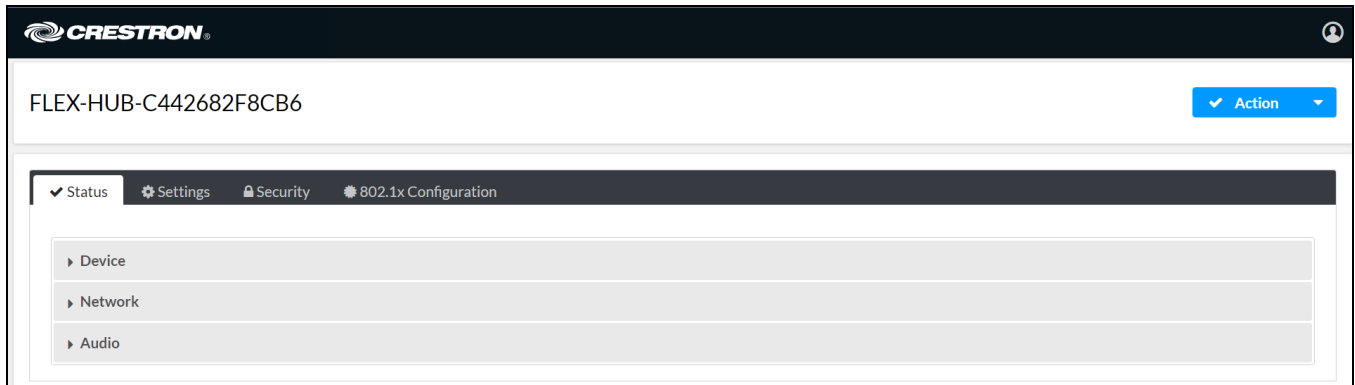 CRESTRON®
FLEX-HUB-C442682F8CB6
Action
Status Settings Security 802.1x Configuration
Device
Network
Audio